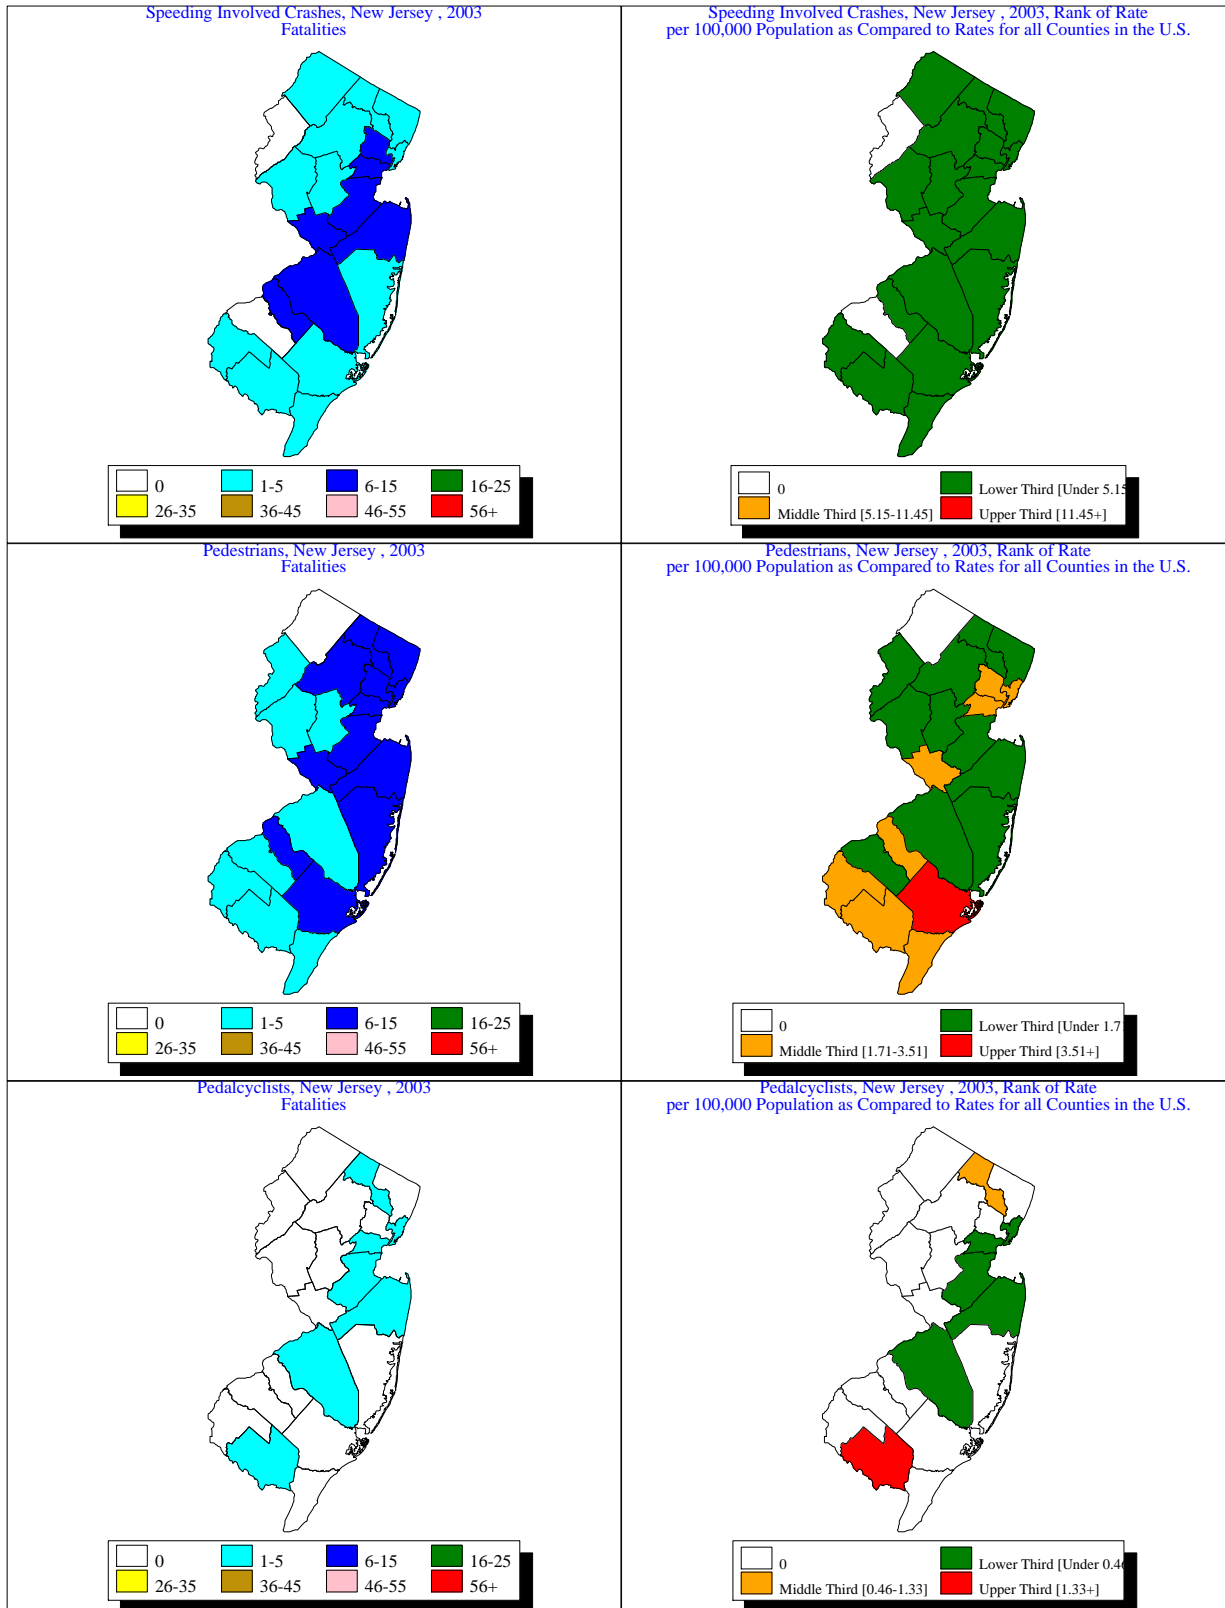 Speeding Involved Crashes, New Jersey , 2003
Fatalities
0
1-5
6-15
16-25
26-35
36-45
46-55
56+
Speeding Involved Crashes, New Jersey , 2003, Rank of Rate
per 100,000 Population as Compared to Rates for all Counties in the U.S.
0
Lower Third [Under 5.15
Middle Third [5.15-11.45]
Upper Third [11.45+]
Pedestrians, New Jersey , 2003
Fatalities
0
1-5
6-15
16-25
26-35
36-45
46-55
56+
Pedestrians, New Jersey , 2003, Rank of Rate
per 100,000 Population as Compared to Rates for all Counties in the U.S.
0
Lower Third [Under 1.71
Middle Third [1.71-3.51]
Upper Third [3.51+]
Pedalcyclists, New Jersey , 2003
Fatalities
0
1-5
6-15
16-25
26-35
36-45
46-55
56+
Pedalcyclists, New Jersey , 2003, Rank of Rate
per 100,000 Population as Compared to Rates for all Counties in the U.S.
0
Lower Third [Under 0.46
Middle Third [0.46-1.33]
Upper Third [1.33+]